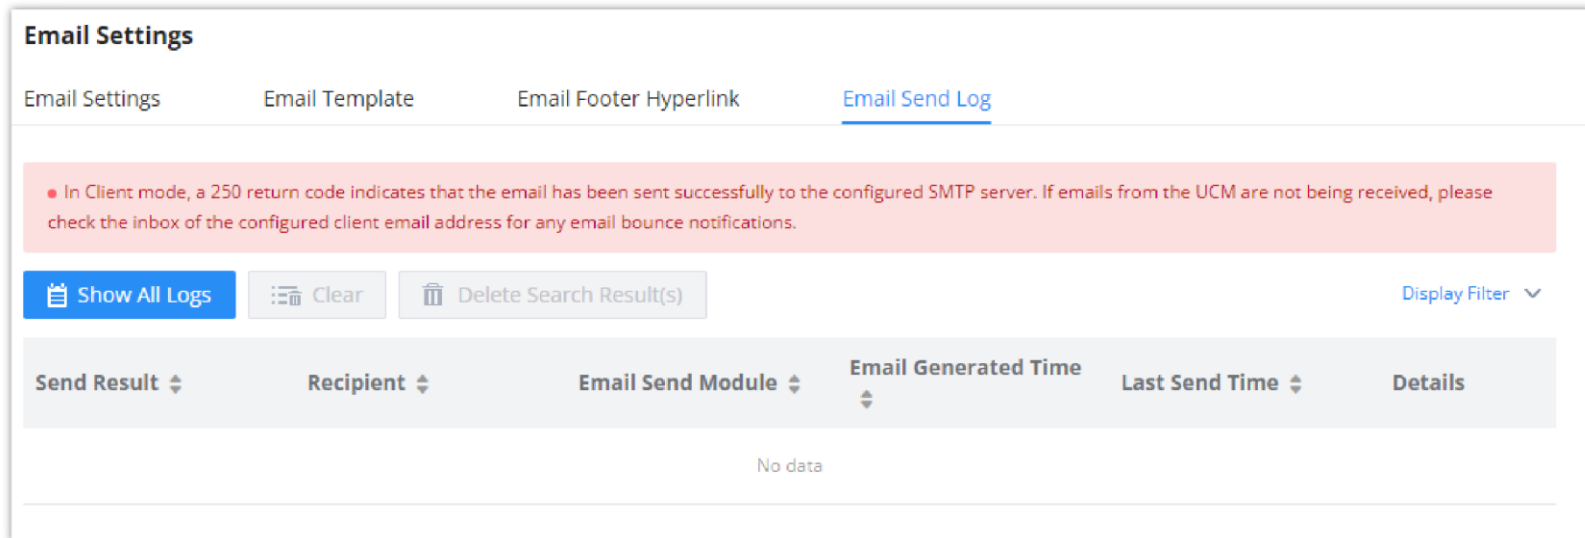 Email Settings
Email Settings Email Template Email Footer Hyperlink Email Send Log
In Client mode, a 250 return code indicates that the email has been sent successfully to the configured SMTP server. If emails from the UCM are not being received, please
check the inbox of the configured client email address for any email bounce notifications.
Show All Logs Clear Delete Search Result(s) Display Filter
Send Result Recipient Email Send Module Email Generated Time Last Send Time Details
No data